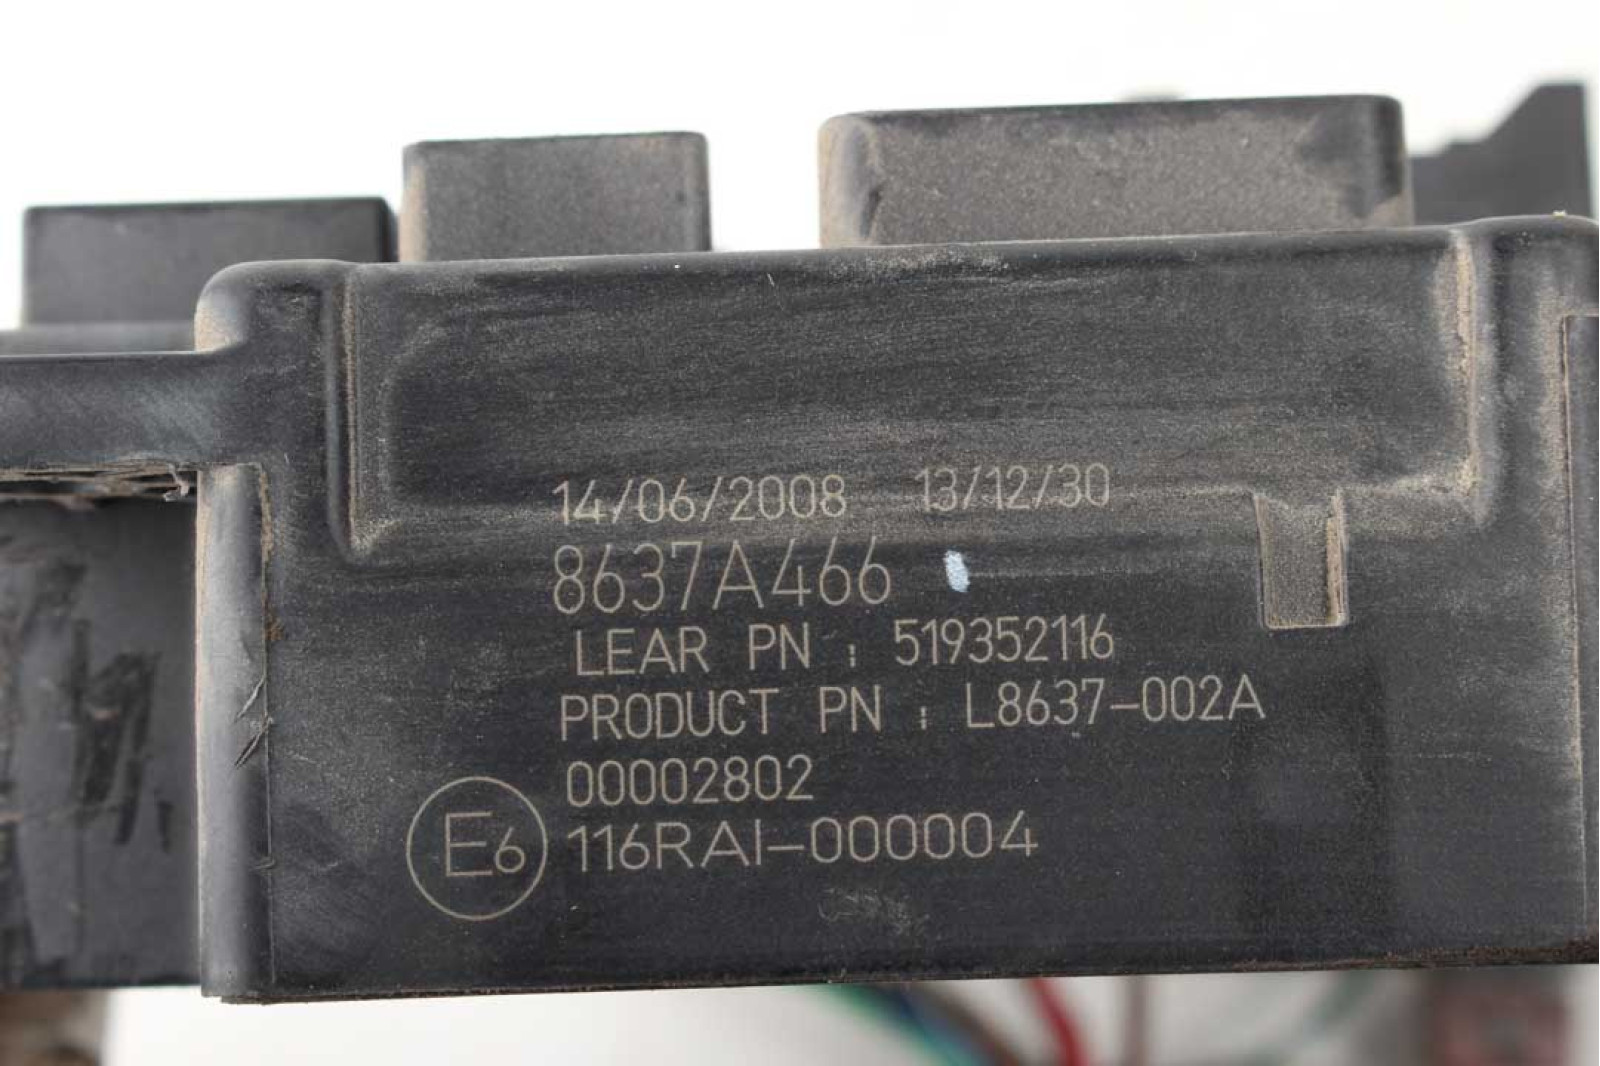 14/06/2008 13/12/30
8637A466
LEAR PN : 519352116
PRODUCT PN : L8637-002A
00002802
E6 116RAI-000004